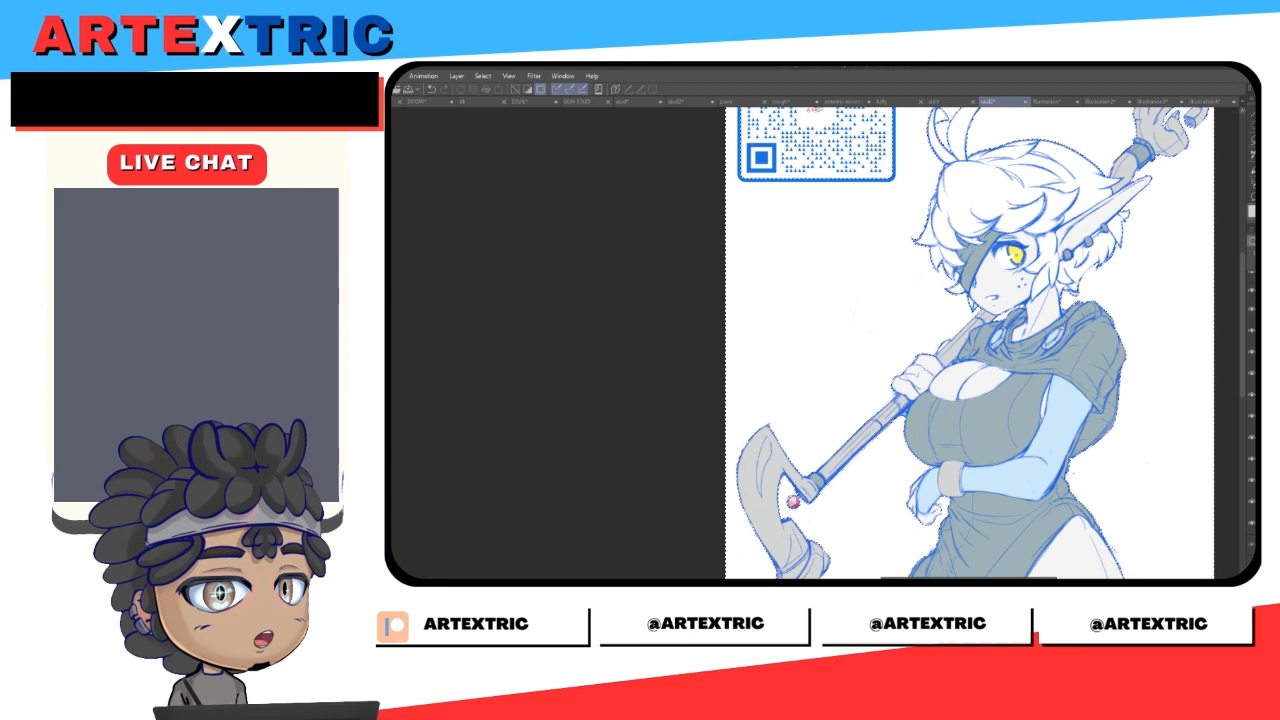 ARTEXTRIC
LIVE CHAT
Animation Layer Select View Filter Window Help
ARTEXTRIC
@ARTEXTRIC
@ARTEXTRIC
@ARTEXTRIC